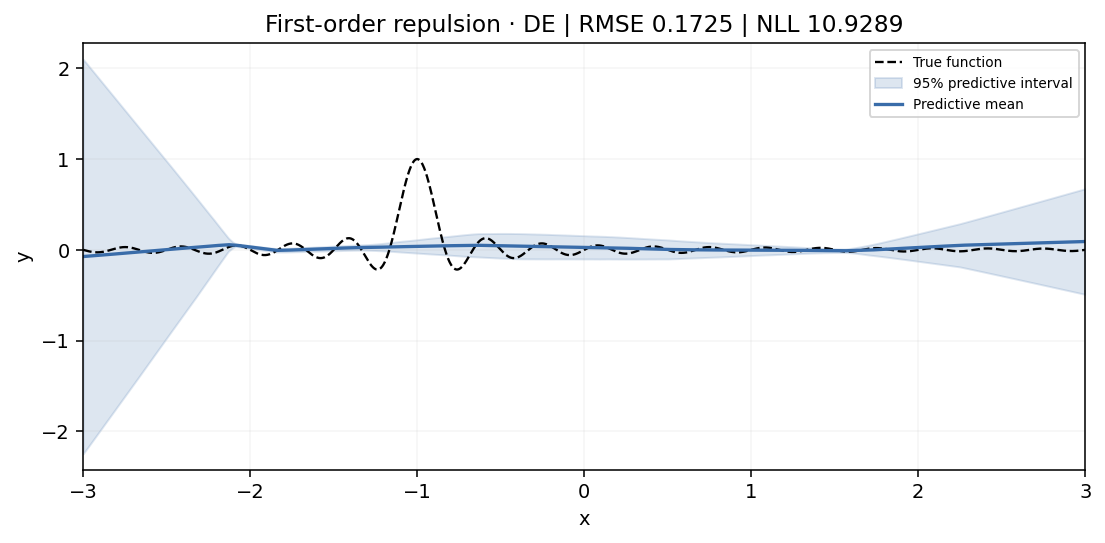 First-order repulsion · DE | RMSE 0.1725 | NLL 10.9289
True function
95% predictive interval
Predictive mean
y
2
1
0
−1
−2
−3
−2
−1
0
1
2
3
x